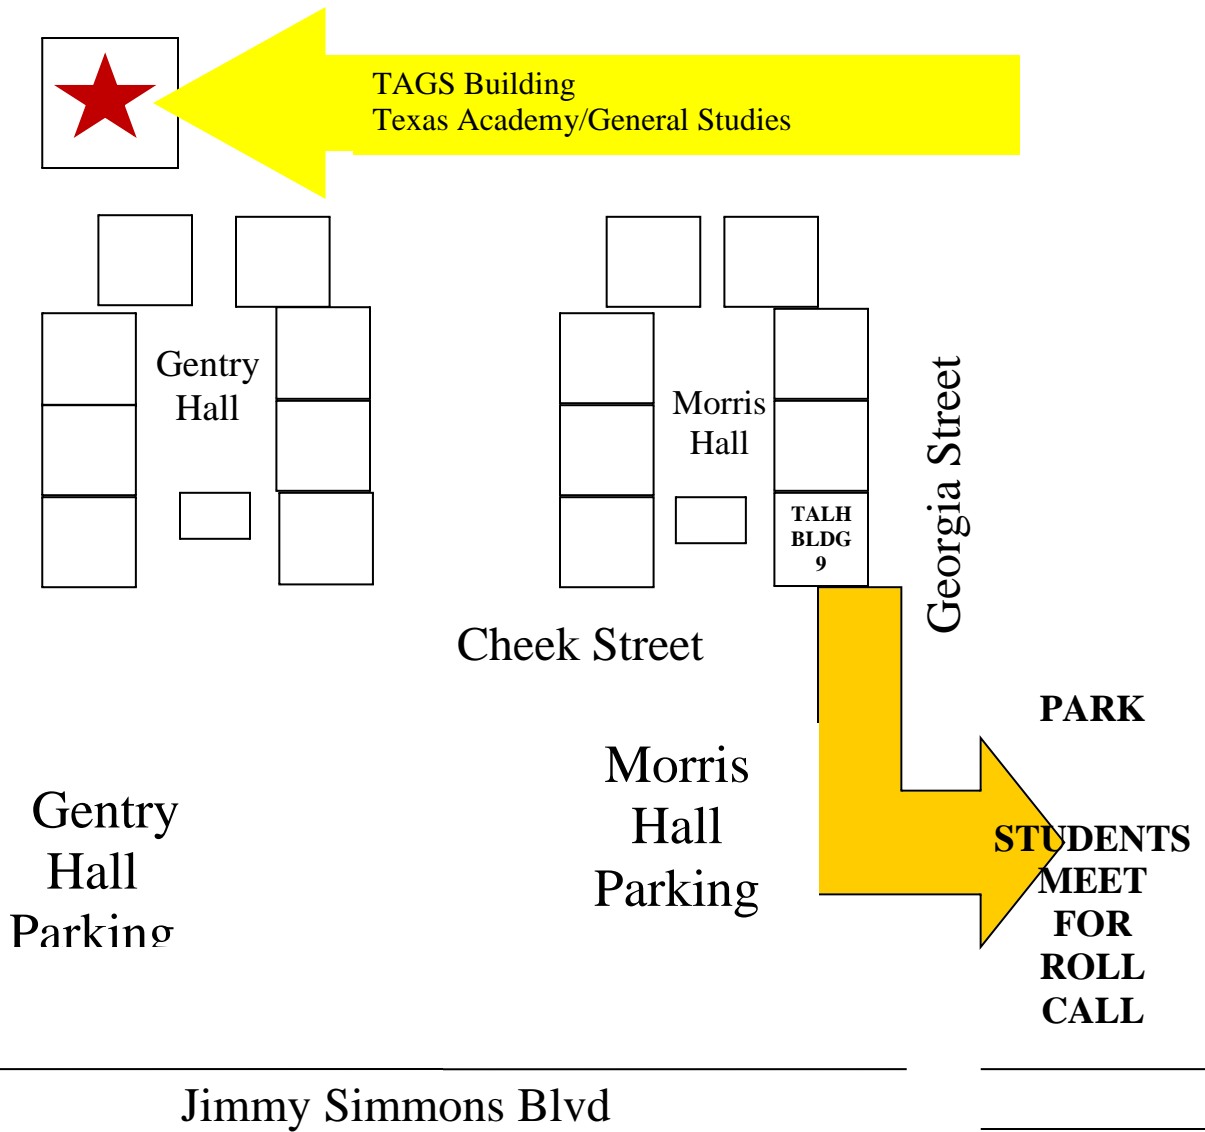 TAGS Building
Texas Academy/General Studies
Gentry
Hall
Morris
Hall
TALH
BLDG
9
Georgia Street
Cheek Street
PARK
Gentry
Hall
Parking
Morris
Hall
Parking
STUDENTS
MEET
FOR
ROLL
CALL
Jimmy Simmons Blvd